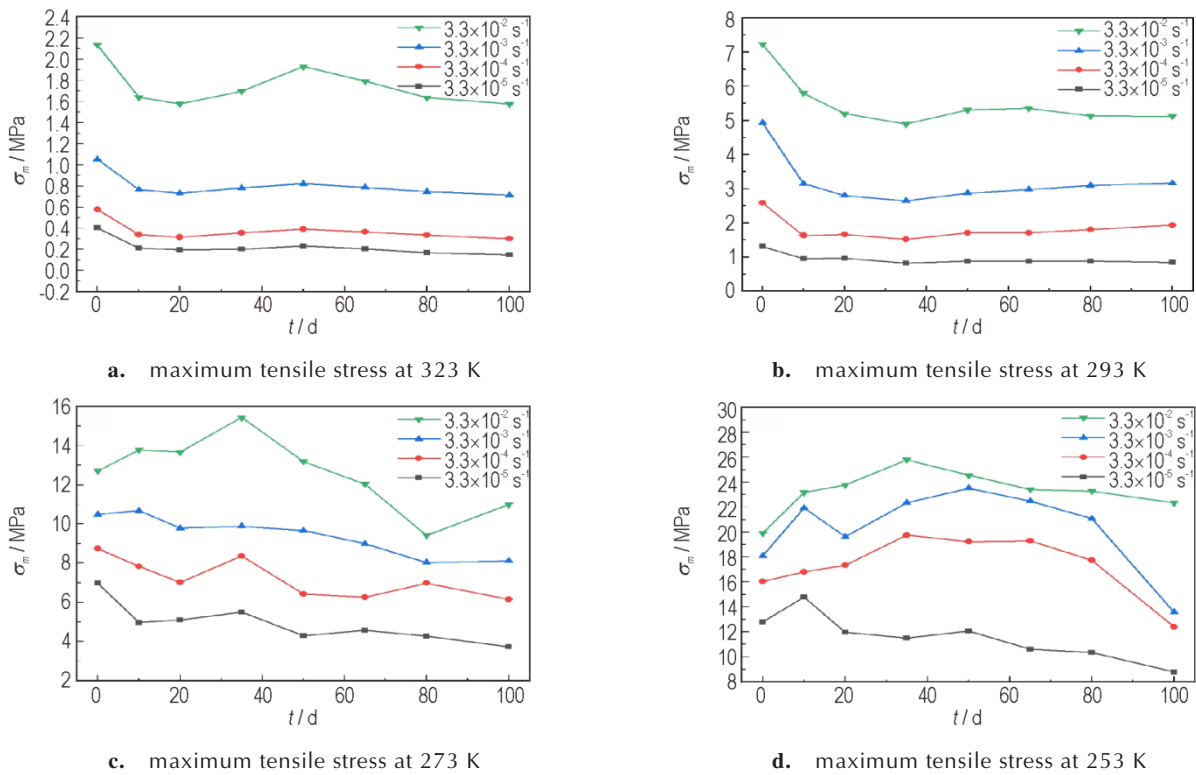 2.4
2.2
2.0
1.8
1.6
1.4
1.2
1.0
0.8
0.6
0.4
0.2
0.0
-0.2
σm / MPa
3.3×10⁻² s⁻¹
3.3×10⁻³ s⁻¹
3.3×10⁻⁴ s⁻¹
3.3×10⁻⁵ s⁻¹
0 20 40 60 80 100
t / d
a. maximum tensile stress at 323 K
8
7
6
5
4
3
2
1
0
σm / MPa
3.3×10⁻² s⁻¹
3.3×10⁻³ s⁻¹
3.3×10⁻⁴ s⁻¹
3.3×10⁻⁵ s⁻¹
0 20 40 60 80 100
t / d
b. maximum tensile stress at 293 K
16
14
12
10
8
6
4
2
σm / MPa
3.3×10⁻² s⁻¹
3.3×10⁻³ s⁻¹
3.3×10⁻⁴ s⁻¹
3.3×10⁻⁵ s⁻¹
0 20 40 60 80 100
t / d
c. maximum tensile stress at 273 K
30
28
26
24
22
20
18
16
14
12
10
8
σm / MPa
3.3×10⁻² s⁻¹
3.3×10⁻³ s⁻¹
3.3×10⁻⁴ s⁻¹
3.3×10⁻⁵ s⁻¹
0 20 40 60 80 100
t / d
d. maximum tensile stress at 253 K